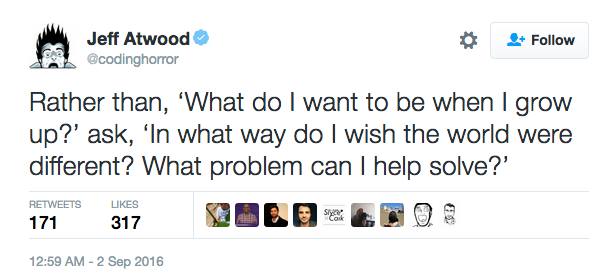 Jeff Atwood
@codinghorror
Follow
Rather than, ‘What do I want to be when I grow
up?’ ask, ‘In what way do I wish the world were
different? What problem can I help solve?’
RETWEETS LIKES
171 317
12:59 AM - 2 Sep 2016